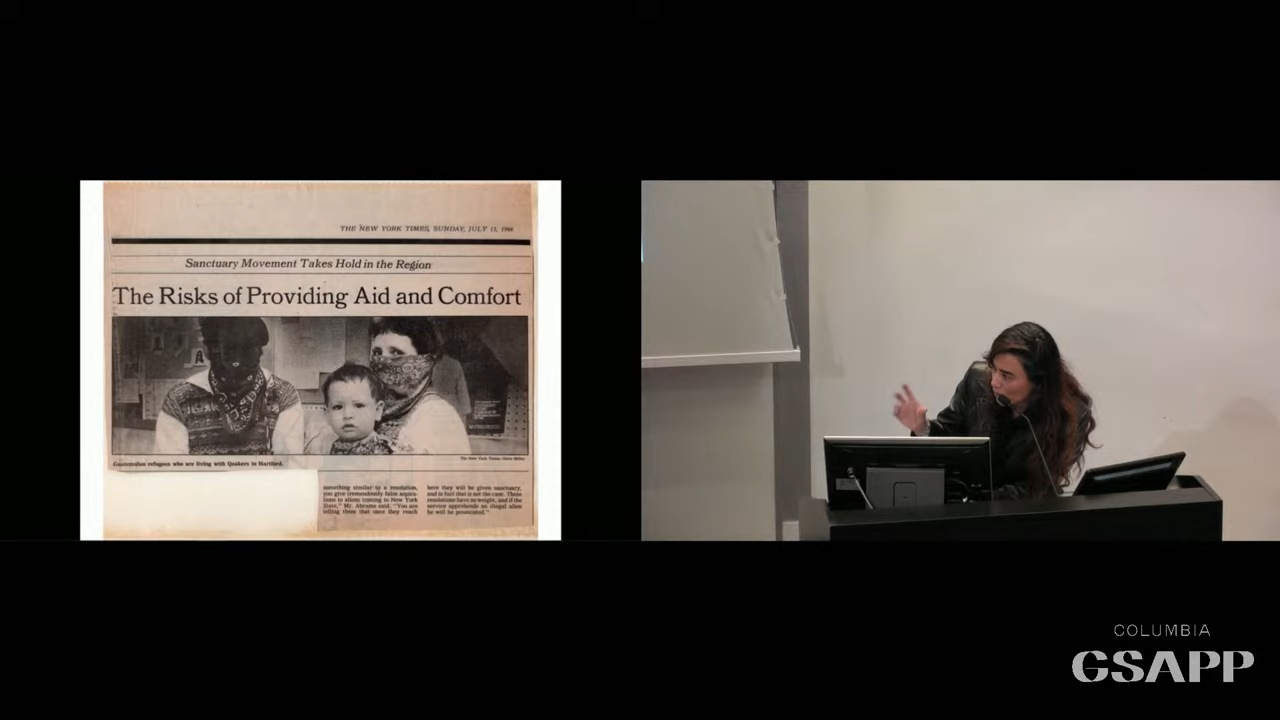 THE NEW YORK TIMES, SUNDAY, JULY 13, 1986
Sanctuary Movement Takes Hold in the Region
The Risks of Providing Aid and Comfort
The New York Times/
Guatemalan refugees who are living with Quakers in Hartford.
something similar to a resolution,
you give tremendously false aspira-
tions to aliens coming to New York
State," Mr. Abrams said. "You are
telling them that once they reach
here they will be given sanctuary,
and in fact that is not the case. These
resolutions have no weight, and if the
service apprehends an illegal alien
he will be prosecuted."
COLUMBIA
GSAPP